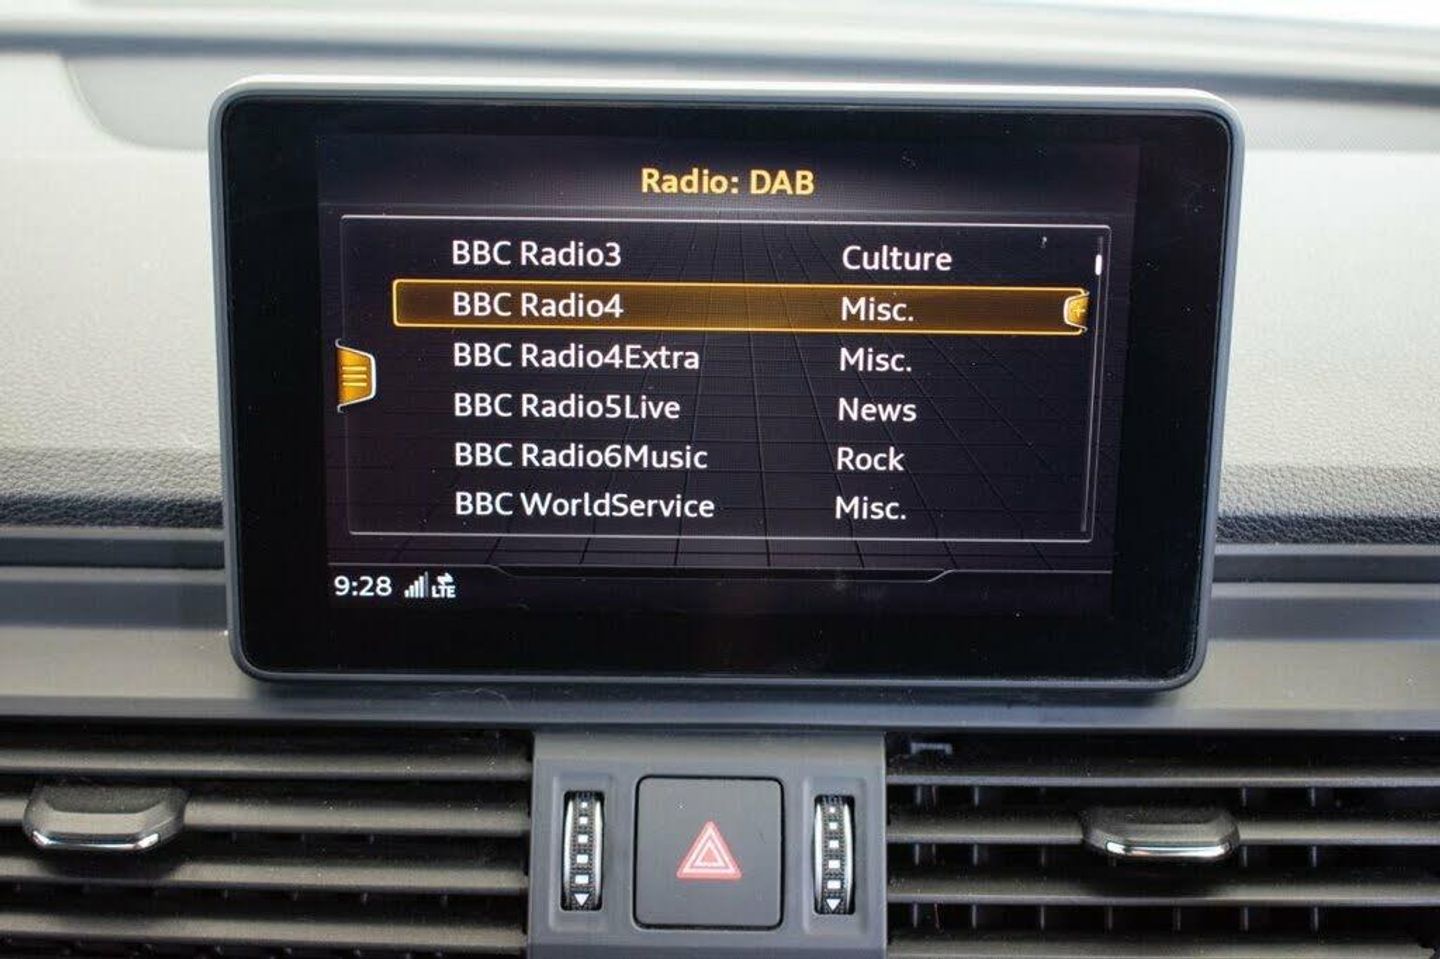 Radio: DAB
BBC Radio3 Culture
BBC Radio4 Misc.
BBC Radio4Extra Misc.
BBC Radio5Live News
BBC Radio6Music Rock
BBC WorldService Misc.
9:28 LTE